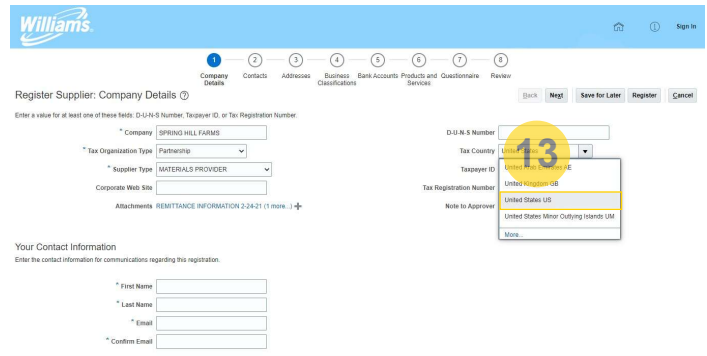 Williams.
Sign In
1 2 3 4 5 6 7 8
Company Details Contacts Addresses Business Classifications Bank Accounts Products and Services Questionnaire Review
Register Supplier: Company Details ?
Back Next Save for Later Register Cancel
Enter a value for at least one of these fields: D-U-N-S Number, Taxpayer ID, or Tax Registration Number.
* Company SPRING HILL FARMS
* Tax Organization Type Partnership
* Supplier Type MATERIALS PROVIDER
Corporate Web Site
Attachments REMITTANCE INFORMATION 2-24-21 (1 more...)
D-U-N-S Number
Tax Country United States
13
Taxpayer ID
Tax Registration Number
Note to Approver
United Arab Emirates AE
United Kingdom GB
United States US
United States Minor Outlying Islands UM
More...
Your Contact Information
Enter the contact information for communications regarding this registration.
* First Name
* Last Name
* Email
* Confirm Email